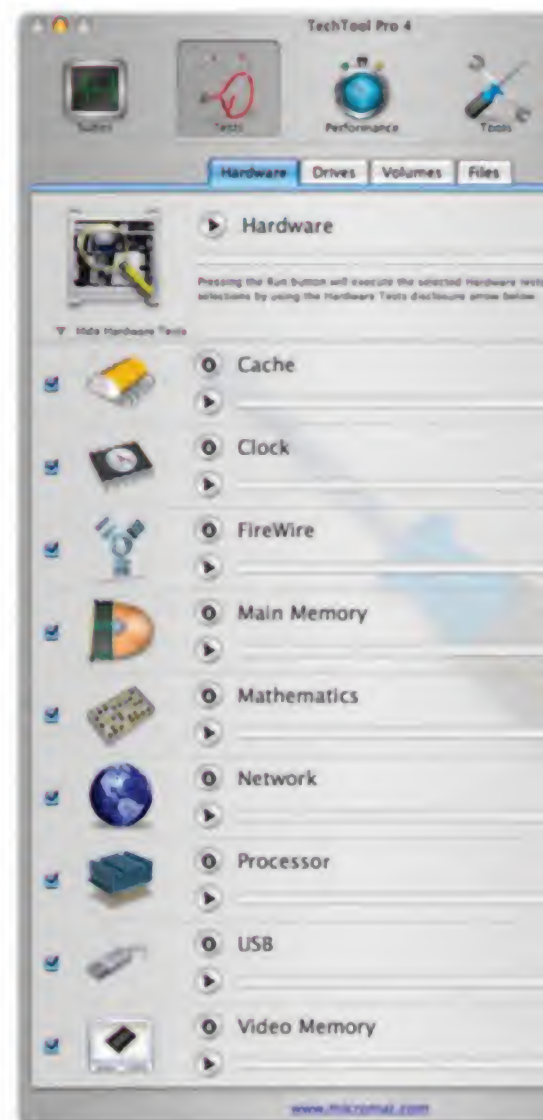 TechTool Pro 4
Suites Tests Performance Tools
Hardware Drives Volumes Files
Hardware
Pressing the Run button will execute the selected Hardware tests
selections by using the Hardware Tests disclosure arrow below
Hide Hardware Tests
Cache
Clock
FireWire
Main Memory
Mathematics
Network
Processor
USB
Video Memory
www.micromat.com